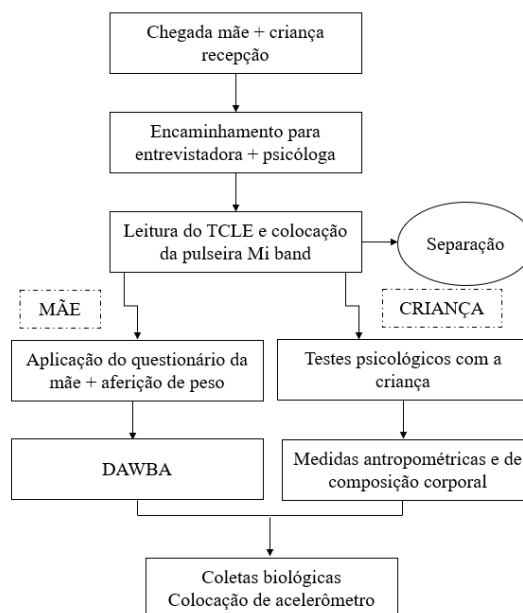 Chegada mãe + criança
recepção
Encaminhamento para
entrevistadora + psicóloga
Leitura do TCLE e colocação
da pulseira Mi band
Separação
MÃE
CRIANÇA
Aplicação do questionário da
mãe + aferição de peso
Testes psicológicos com a
criança
DAWBA
Medidas antropométricas e de
composição corporal
Coletas biológicas
Colocação de acelerômetro